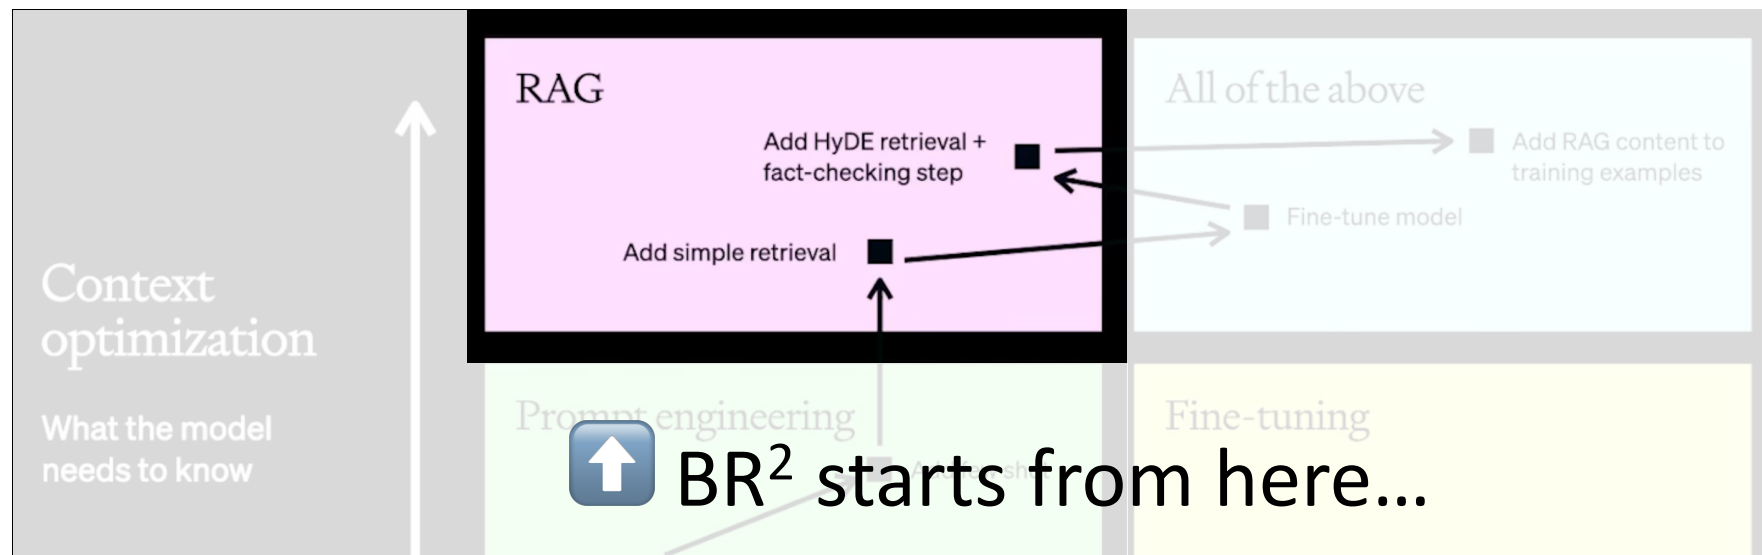 RAG
Add HyDE retrieval +
fact-checking step
Add simple retrieval
All of the above
Add RAG content to
training examples
Fine-tune model
Context
optimization
What the model
needs to know
Prompt engineering
Fine-tuning
BR² starts from here...